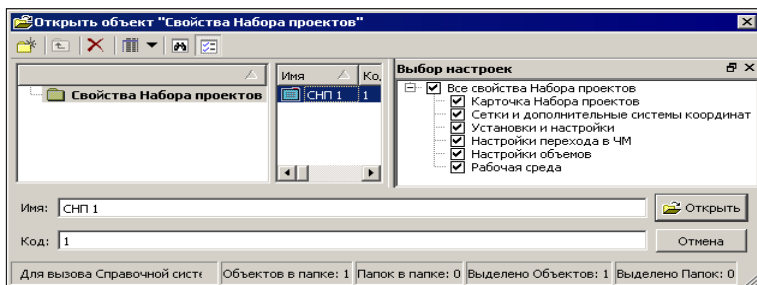 Открыть объект "Свойства Набора проектов"
Имя
Ко,
Свойства Набора проектов
СНП 1
1
Выбор настроек
Все свойства Набора проектов
Карточка Набора проектов
Сетки и дополнительные системы координат
Установки и настройки
Настройки перехода в ЧМ
Настройки объемов
Рабочая среда
Имя: СНП 1
Открыть
Код: 1
Отмена
Для вызова Справочной систе
Объектов в папке: 1
Папок в папке: 0
Выделено Объектов: 1
Выделено Папок: 0